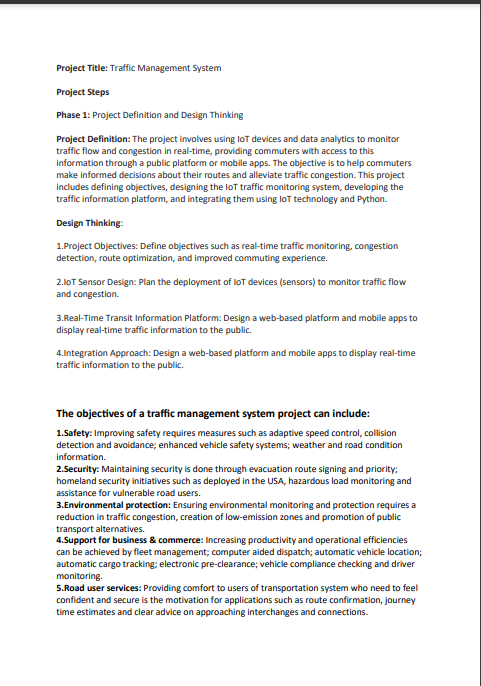 Project Title: Traffic Management System
Project Steps
Phase 1: Project Definition and Design Thinking
Project Definition: The project involves using IoT devices and data analytics to monitor
traffic flow and congestion in real-time, providing commuters with access to this
information through a public platform or mobile apps. The objective is to help commuters
make informed decisions about their routes and alleviate traffic congestion. This project
includes defining objectives, designing the IoT traffic monitoring system, developing the
traffic information platform, and integrating them using IoT technology and Python.
Design Thinking:
1.Project Objectives: Define objectives such as real-time traffic monitoring, congestion
detection, route optimization, and improved commuting experience.
2.IoT Sensor Design: Plan the deployment of IoT devices (sensors) to monitor traffic flow
and congestion.
3.Real-Time Transit Information Platform: Design a web-based platform and mobile apps to
display real-time traffic information to the public.
4.Integration Approach: Design a web-based platform and mobile apps to display real-time
traffic information to the public.
The objectives of a traffic management system project can include:
1.Safety: Improving safety requires measures such as adaptive speed control, collision
detection and avoidance; enhanced vehicle safety systems; weather and road condition
information.
2.Security: Maintaining security is done through evacuation route signing and priority;
homeland security initiatives such as deployed in the USA, hazardous load monitoring and
assistance for vulnerable road users.
3.Environmental protection: Ensuring environmental monitoring and protection requires a
reduction in traffic congestion, creation of low-emission zones and promotion of public
transport alternatives.
4.Support for business & commerce: Increasing productivity and operational efficiencies
can be achieved by fleet management; computer aided dispatch; automatic vehicle location;
automatic cargo tracking; electronic pre-clearance; vehicle compliance checking and driver
monitoring.
5.Road user services: Providing comfort to users of transportation system who need to feel
confident and secure is the motivation for applications such as route confirmation, journey
time estimates and clear advice on approaching interchanges and connections.